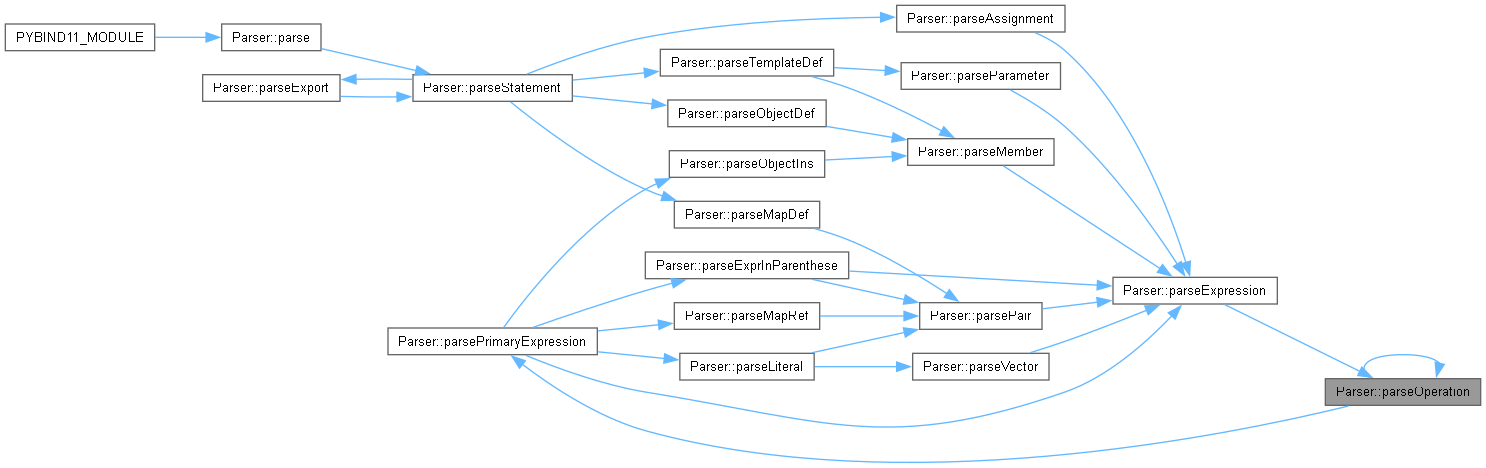 PYBIND11_MODULE
Parser::parse
Parser::parseExport
Parser::parseStatement
Parser::parseAssignment
Parser::parseTemplateDef
Parser::parseParameter
Parser::parseObjectDef
Parser::parseMember
Parser::parseObjectIns
Parser::parseMapDef
Parser::parseExprInParenthese
Parser::parseExpression
Parser::parseMapRef
Parser::parsePair
Parser::parsePrimaryExpression
Parser::parseLiteral
Parser::parseVector
Parser::parseOperation